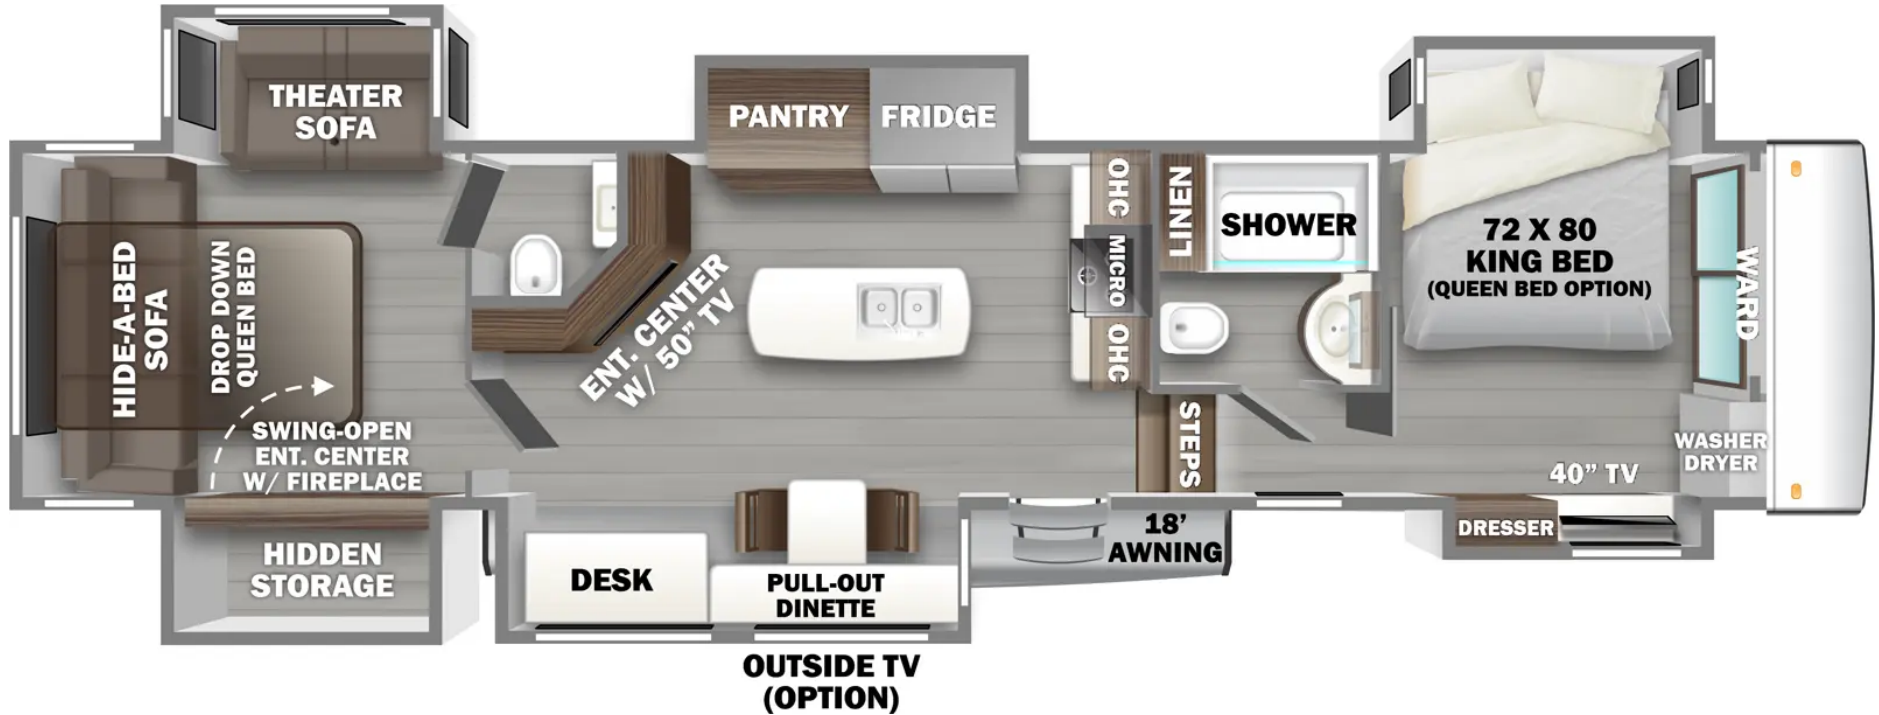 THEATER
SOFA
HIDE-A-BED
SOFA
DROP DOWN
QUEEN BED
SWING-OPEN
ENT. CENTER
W/ FIREPLACE
HIDDEN
STORAGE
ENT. CENTER
W/ 50” TV
PANTRY
FRIDGE
OHC
MICRO
OHC
DESK
PULL-OUT
DINETTE
OUTSIDE TV
(OPTION)
STEPS
18’
AWNING
LINEN
SHOWER
72 X 80
KING BED
(QUEEN BED OPTION)
WARD
WASHER
DRYER
40” TV
DRESSER